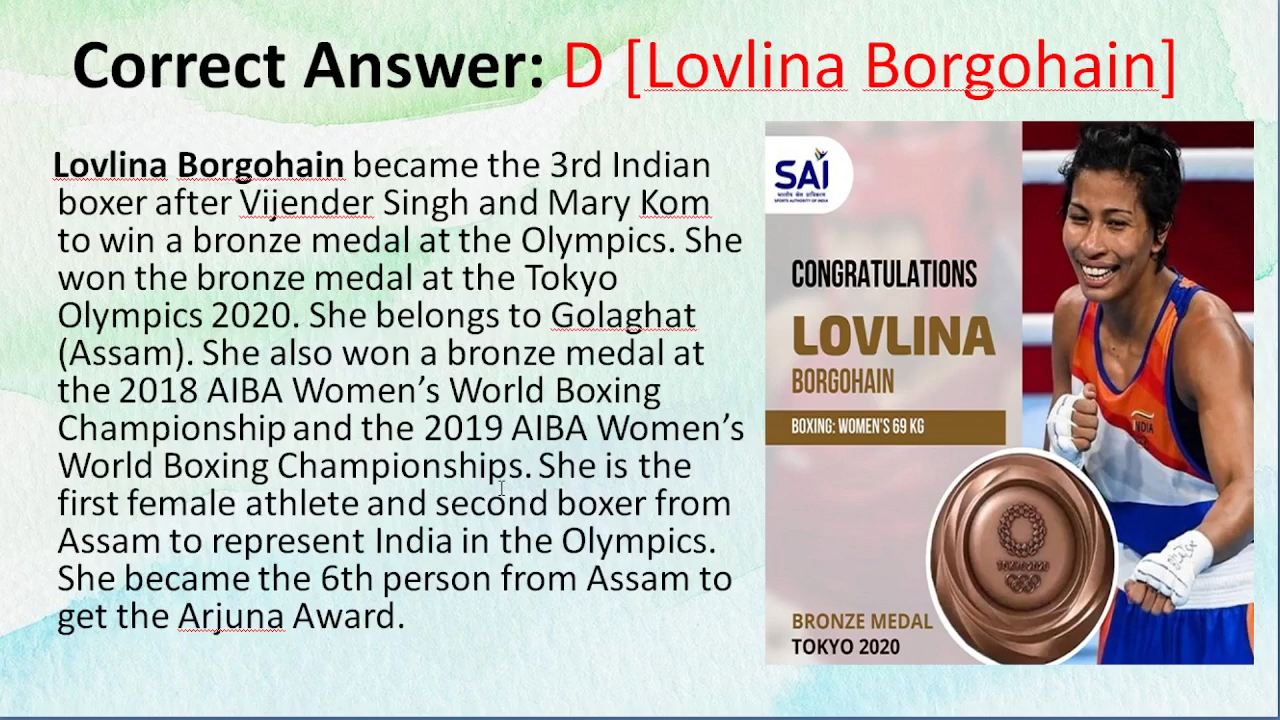 Correct Answer: D [Lovlina Borgohain]
Lovlina Borgohain became the 3rd Indian
boxer after Vijender Singh and Mary Kom
to win a bronze medal at the Olympics. She
won the bronze medal at the Tokyo
Olympics 2020. She belongs to Golaghat
(Assam). She also won a bronze medal at
the 2018 AIBA Women’s World Boxing
Championship and the 2019 AIBA Women’s
World Boxing Championships. She is the
first female athlete and second boxer from
Assam to represent India in the Olympics.
She became the 6th person from Assam to
get the Arjuna Award.
SAI
भारतीय खेल प्राधिकरण
SPORTS AUTHORITY OF INDIA
CONGRATULATIONS
LOVLINA
BORGOHAIN
BOXING: WOMEN'S 69 KG
INDIA
TOKYO 2020
BRONZE MEDAL
TOKYO 2020